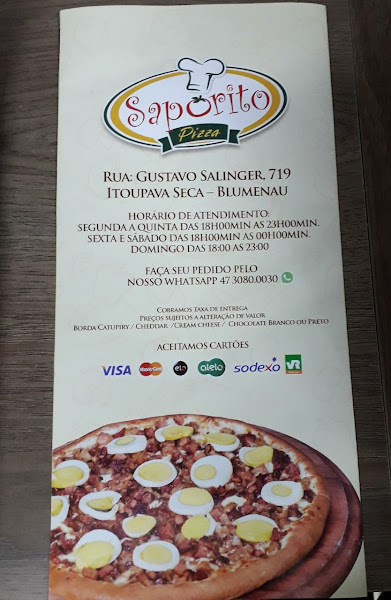 Saporito
Pizza
RUA: GUSTAVO SALINGER, 719
ITOUPAVA SECA – BLUMENAU
HORÁRIO DE ATENDIMENTO:
SEGUNDA A QUINTA DAS 18H00MIN AS 23H00MIN.
SEXTA E SÁBADO DAS 18H00MIN AS 00H00MIN.
DOMINGO DAS 18:00 AS 23:00
FAÇA SEU PEDIDO PELO
NOSSO WHATSAPP 47 3080.0030
COBRAMOS TAXA DE ENTREGA
PREÇOS SUJEITOS A ALTERAÇÃO DE VALOR
BORDA CATUPIRY / CHEDDAR /CREAM CHEESE / CHOCOLATE BRANCO OU PRETO
ACEITAMOS CARTÕES
VISA MasterCard elo alelo sodexo VR